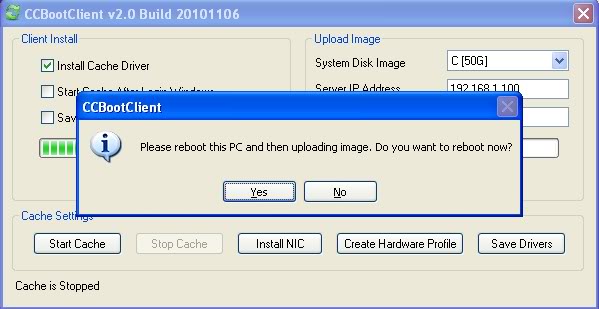 CCBootClient v2.0 Build 20101106
Client Install
Install Cache Driver
Start Cache After Login Windows
Sav
Upload Image
System Disk Image C [50G]
Server IP Address 192.168.1.100
CCBootClient
Please reboot this PC and then uploading image. Do you want to reboot now?
Yes No
Cache Settings
Start Cache Stop Cache Install NIC Create Hardware Profile Save Drivers
Cache is Stopped